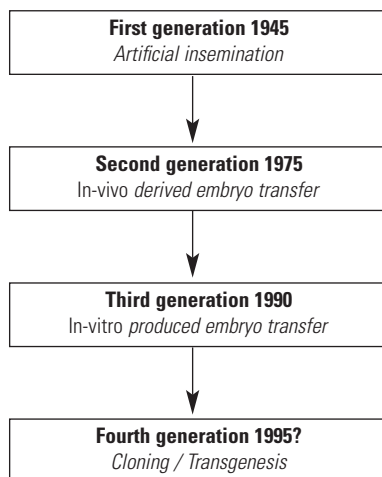 First generation 1945
Artificial insemination
Second generation 1975
In-vivo derived embryo transfer
Third generation 1990
In-vitro produced embryo transfer
Fourth generation 1995?
Cloning / Transgenesis